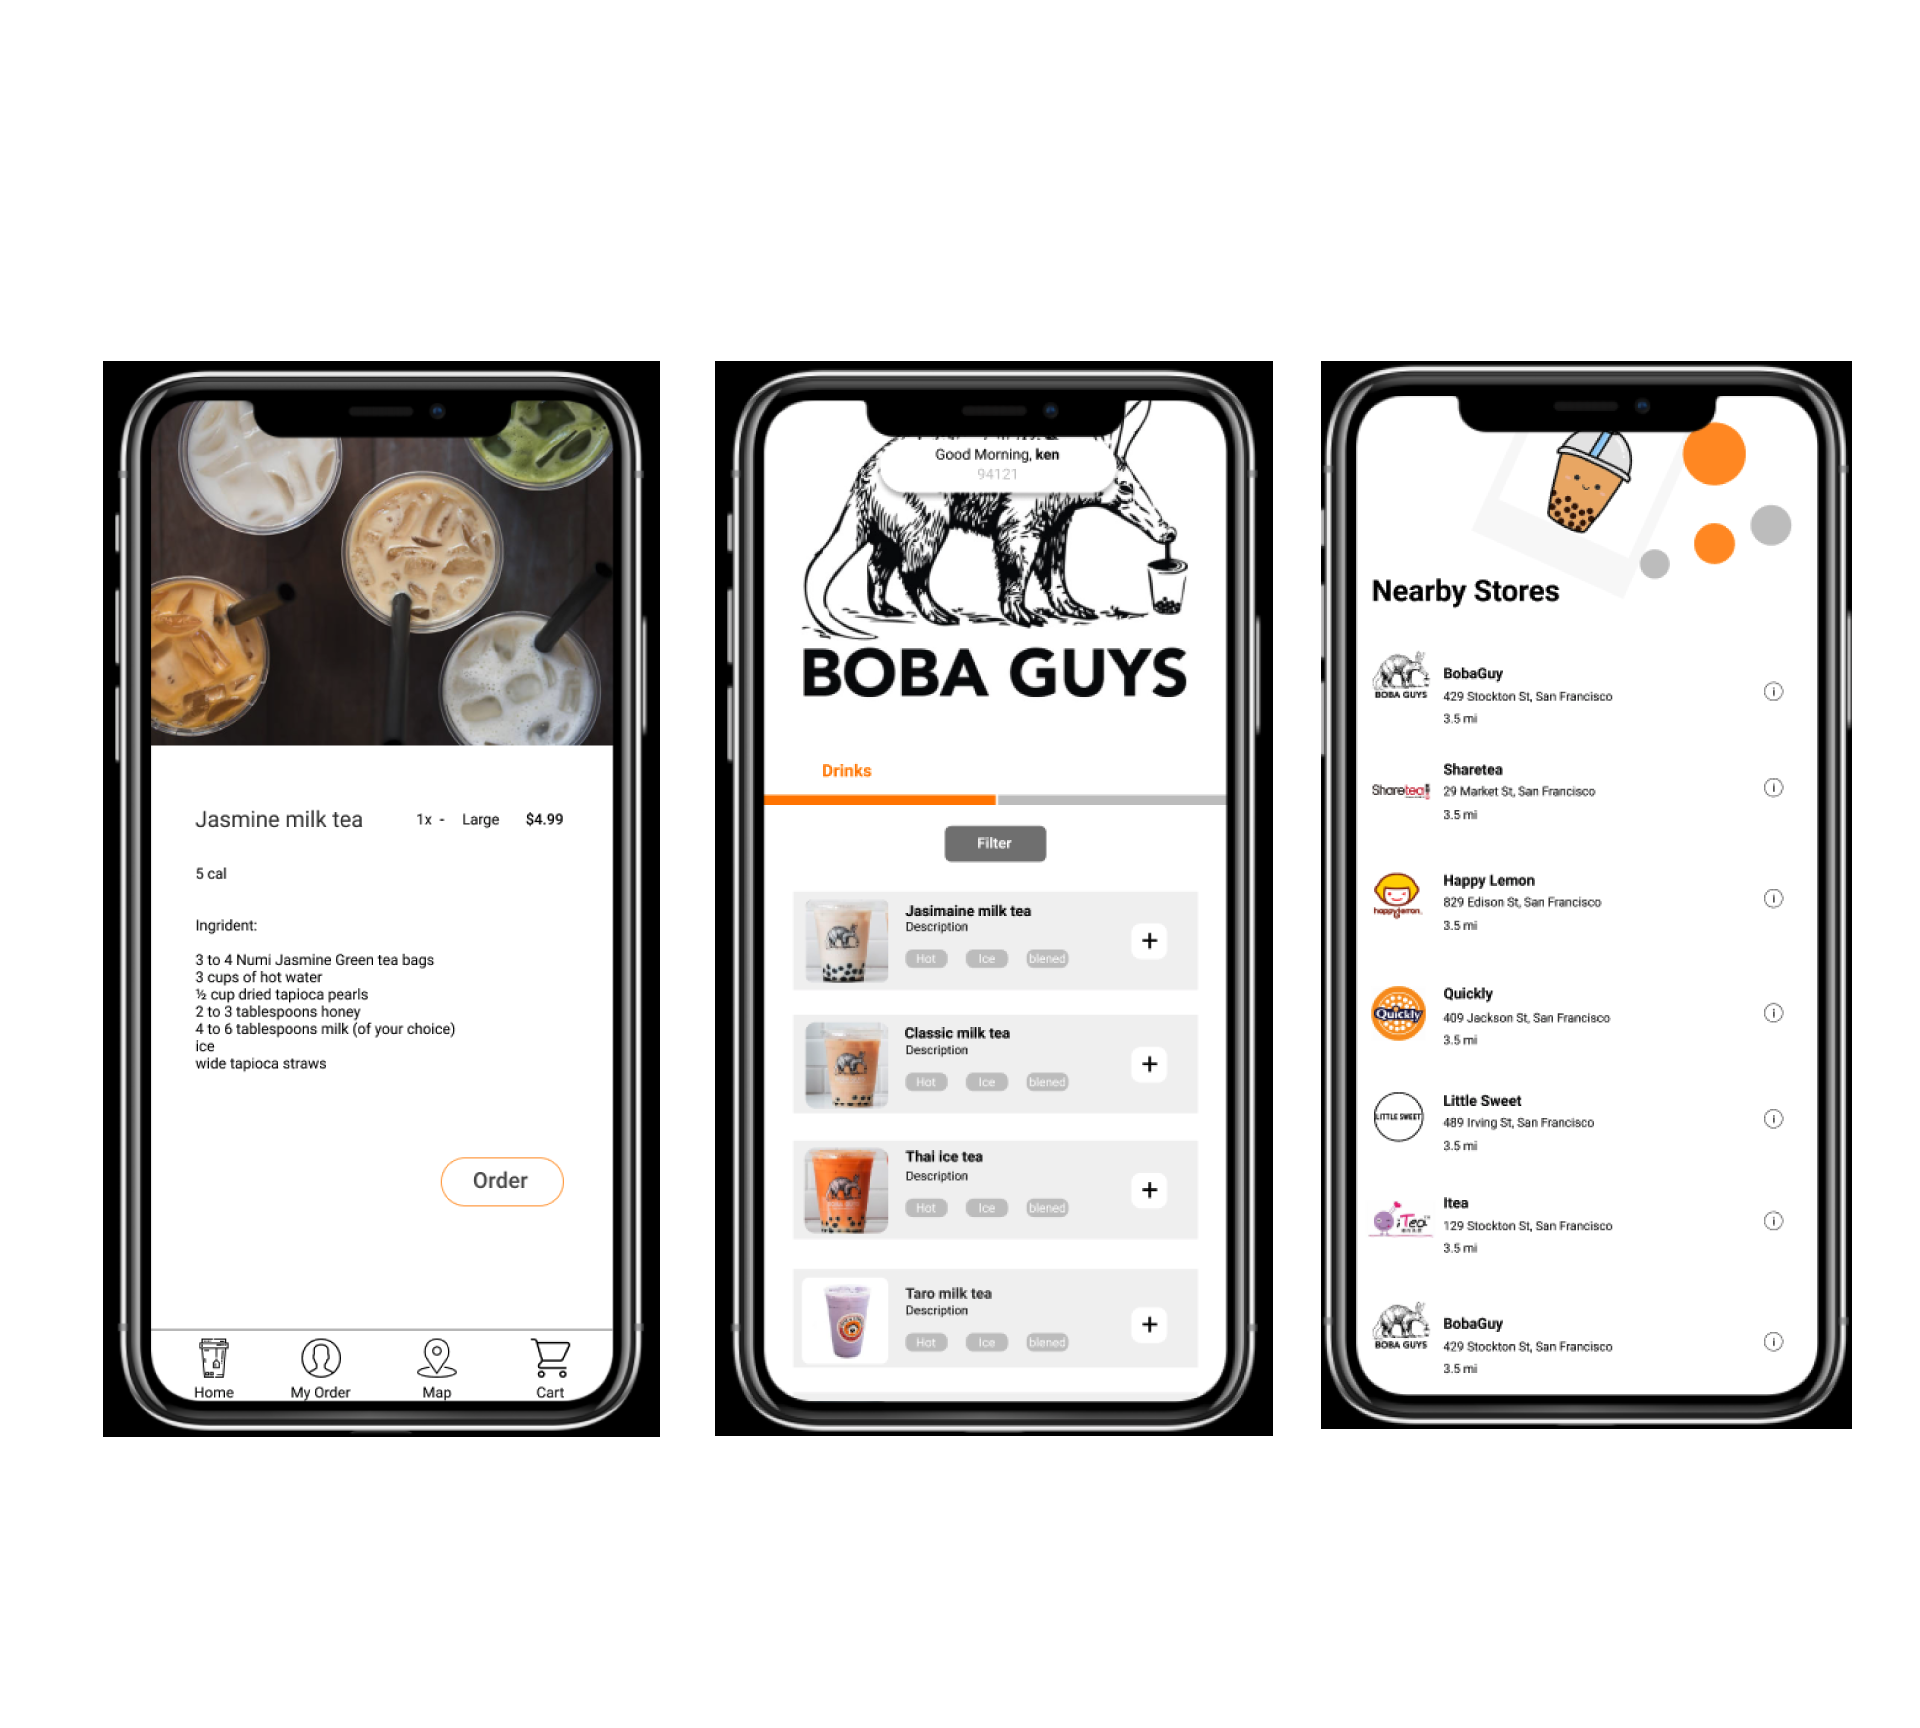 Jasmine milk tea 1x - Large $4.99
5 cal
Ingrident:
3 to 4 Numi Jasmine Green tea bags
3 cups of hot water
½ cup dried tapioca pearls
2 to 3 tablespoons honey
4 to 6 tablespoons milk (of your choice)
ice
wide tapioca straws
Order
Home My Order Map Cart
Good Morning, ken
94121
BOBA GUYS
Drinks
Filter
Jasimaine milk tea
Description
Hot Ice blened
+
Classic milk tea
Description
Hot Ice blened
+
Thai ice tea
Description
Hot Ice blened
+
Taro milk tea
Description
Hot Ice blened
+
Nearby Stores
BOBA GUYS
BobaGuy
429 Stockton St, San Francisco
3.5 mi
Sharetea
Sharetea
29 Market St, San Francisco
3.5 mi
happylemon
Happy Lemon
829 Edison St, San Francisco
3.5 mi
Quickly
Quickly
409 Jackson St, San Francisco
3.5 mi
LITTLE SWEET
Little Sweet
489 Irving St, San Francisco
3.5 mi
iTea
Itea
129 Stockton St, San Francisco
3.5 mi
BOBA GUYS
BobaGuy
429 Stockton St, San Francisco
3.5 mi